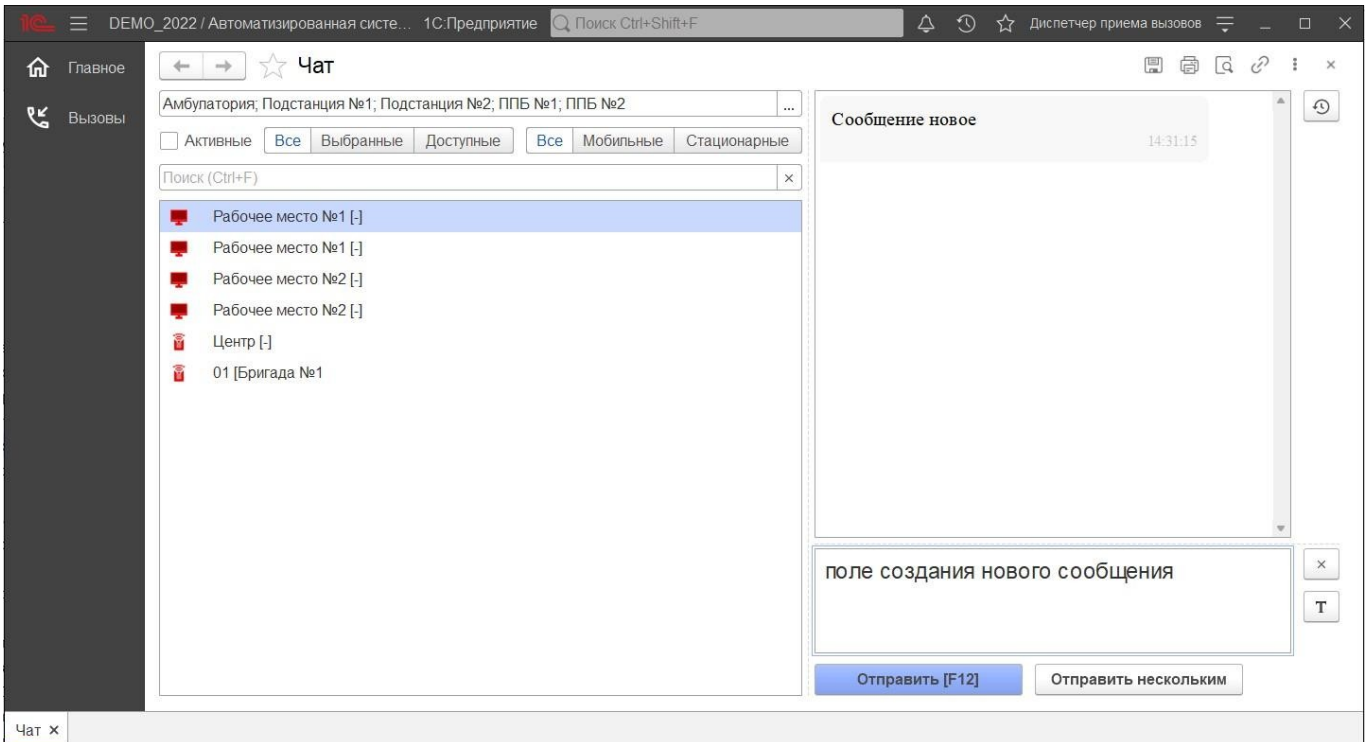 1С DEMO_2022 / Автоматизированная систе... 1С:Предприятие Поиск Ctrl+Shift+F Диспетчер приема вызовов
Главное
Вызовы
Чат
Амбулатория; Подстанция №1; Подстанция №2; ППБ №1; ППБ №2 ...
Активные Все Выбранные Доступные Все Мобильные Стационарные
Поиск (Ctrl+F)
Рабочее место №1 [-]
Рабочее место №1 [-]
Рабочее место №2 [-]
Рабочее место №2 [-]
Центр [-]
01 [Бригада №1
Сообщение новое
14:31:15
поле создания нового сообщения
T
Отправить [F12] Отправить нескольким
Чат